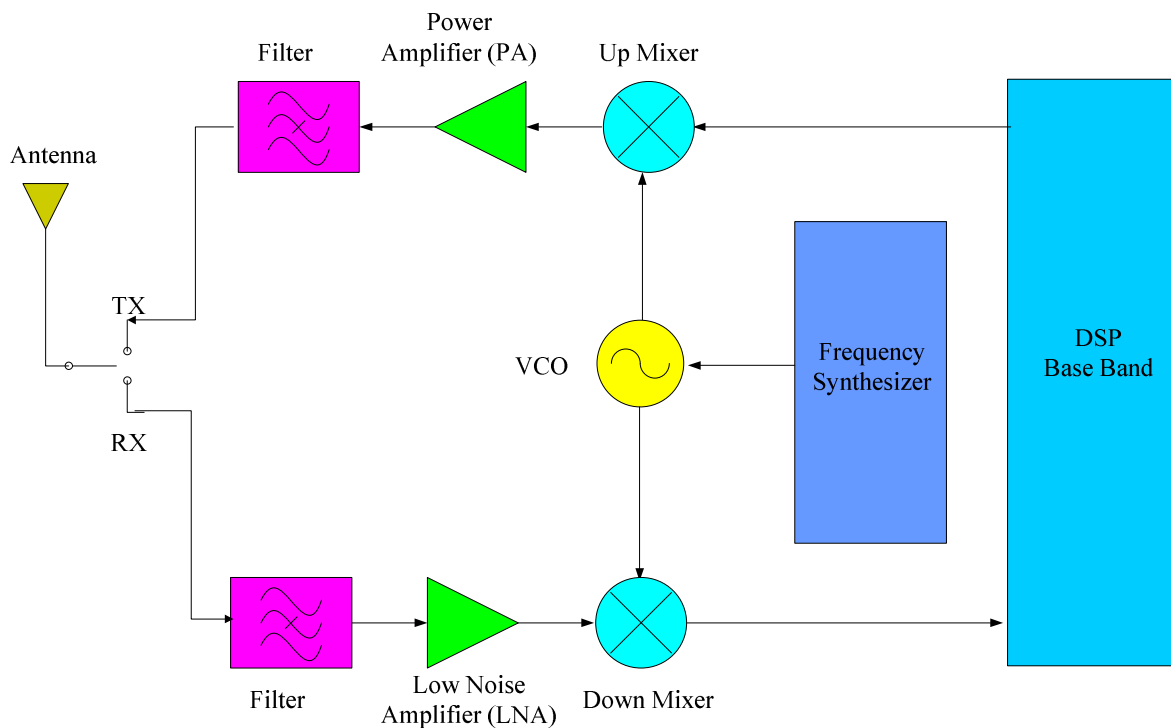 Power
Amplifier (PA)
Filter
Up Mixer
Antenna
TX
VCO
Frequency
Synthesizer
DSP
Base Band
RX
Filter
Low Noise
Amplifier (LNA)
Down Mixer